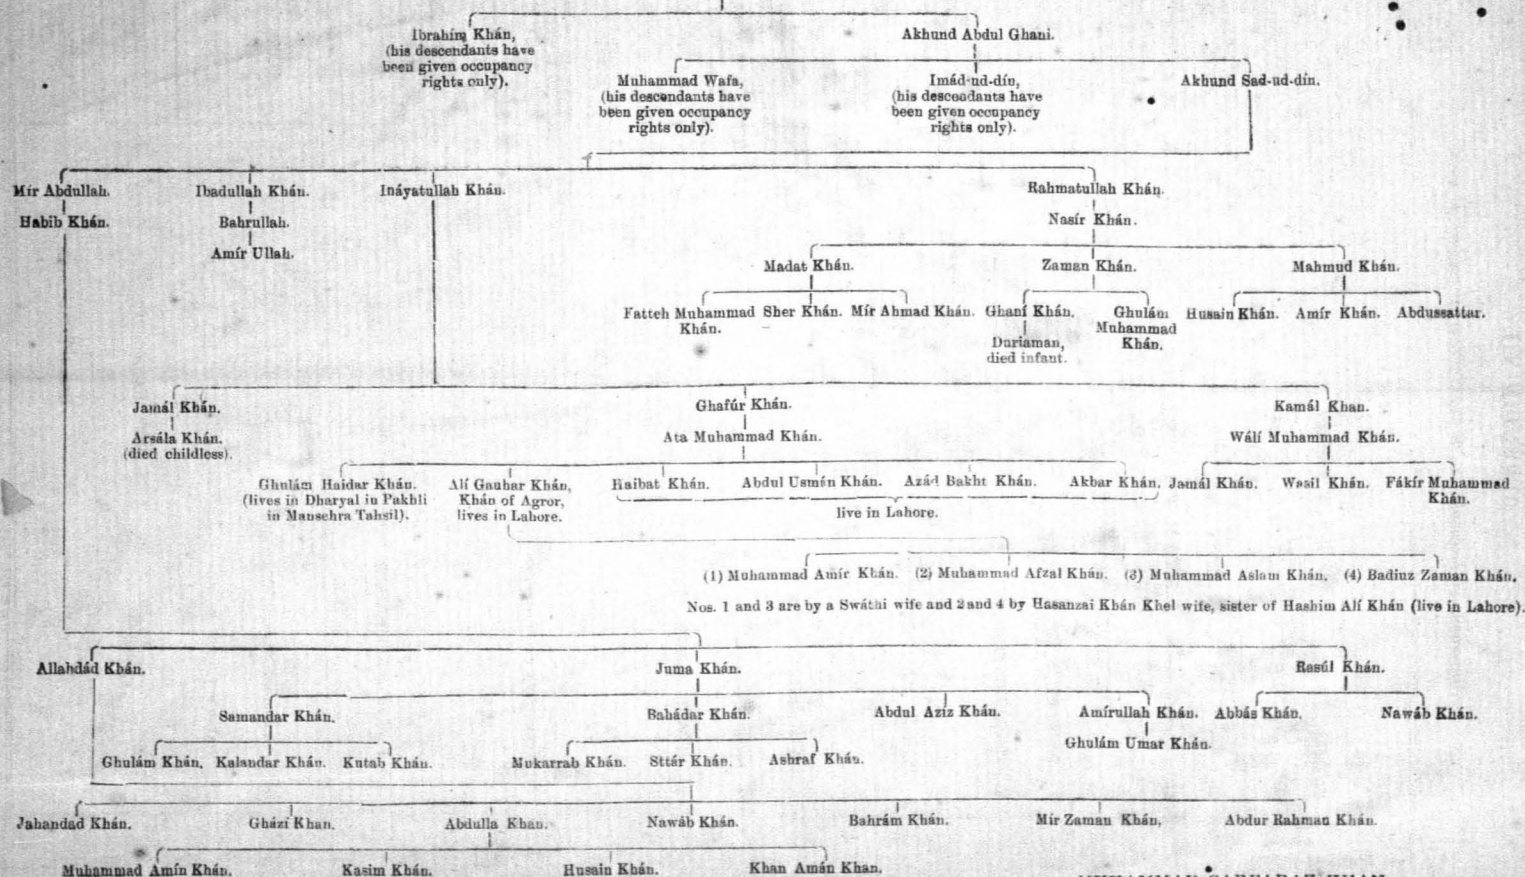 Ibrahim Khán,
(his descendants have
been given occupancy
rights only).
Akhund Abdul Ghani.
Muhammad Wafa,
(his descendants have
been given occupancy
rights only).
Imád-ud-dín,
(his descendants have
been given occupancy
rights only).
Akhund Sad-ud-dín.
Mír Abdullah.
Ibadullah Khán.
Ináyatullah Khán.
Rahmatullah Khán.
Habib Khán.
Bahrullah.
Nasír Khán.
Amír Ullah.
Madat Khán.
Zaman Khán.
Mahmud Khán.
Fatteh Muhammad
Khán.
Sher Khán.
Mír Ahmad Khán.
Ghaní Khán.
Ghulám
Muhammad
Khán.
Husain Khán.
Amír Khán.
Abdussattar.
Duriaman,
died infant.
Jamál Khán.
Ghafúr Khán.
Kamál Khan.
Arsála Khán.
(died childless).
Ata Muhammad Khán.
Wálí Muhammad Khán.
Ghulám Haidar Khán.
(lives in Dharyal in Pakhli
in Mansehra Tahsil).
Alí Gauhar Khán,
Khán of Agror,
lives in Lahore.
Haibat Khán.
Abdul Usmán Khán.
Azád Bakht Khán.
Akbar Khán.
live in Lahore.
Jamál Khán.
Wasil Khán.
Fákír Muhammad
Khán.
(1) Muhammad Amír Khán. (2) Muhammad Afzal Khán. (3) Muhammad Aslam Khán. (4) Badiuz Zaman Khán.
Nos. 1 and 3 are by a Swáthi wife and 2 and 4 by Hasanzai Khán Khel wife, sister of Hashim Alí Khán (live in Lahore).
Allahdád Khán.
Juma Khán.
Rasúl Khán.
Samandar Khán.
Bahádar Khán.
Abdul Aziz Khán.
Amírullah Khán.
Abbás Khán.
Nawáb Khán.
Ghulám Umar Khán.
Ghulám Khán.
Kalandar Khán.
Kutab Khán.
Mukarrab Khán.
Sttár Khán.
Ashraf Khán.
Jahandad Khán.
Gházi Khan.
Abdulla Khan.
Nawáb Khán.
Bahrám Khán.
Mír Zaman Khán,
Abdur Rahman Khán.
Muhammad Amín Khán.
Kasim Khán.
Husain Khán.
Khan Amán Khan.